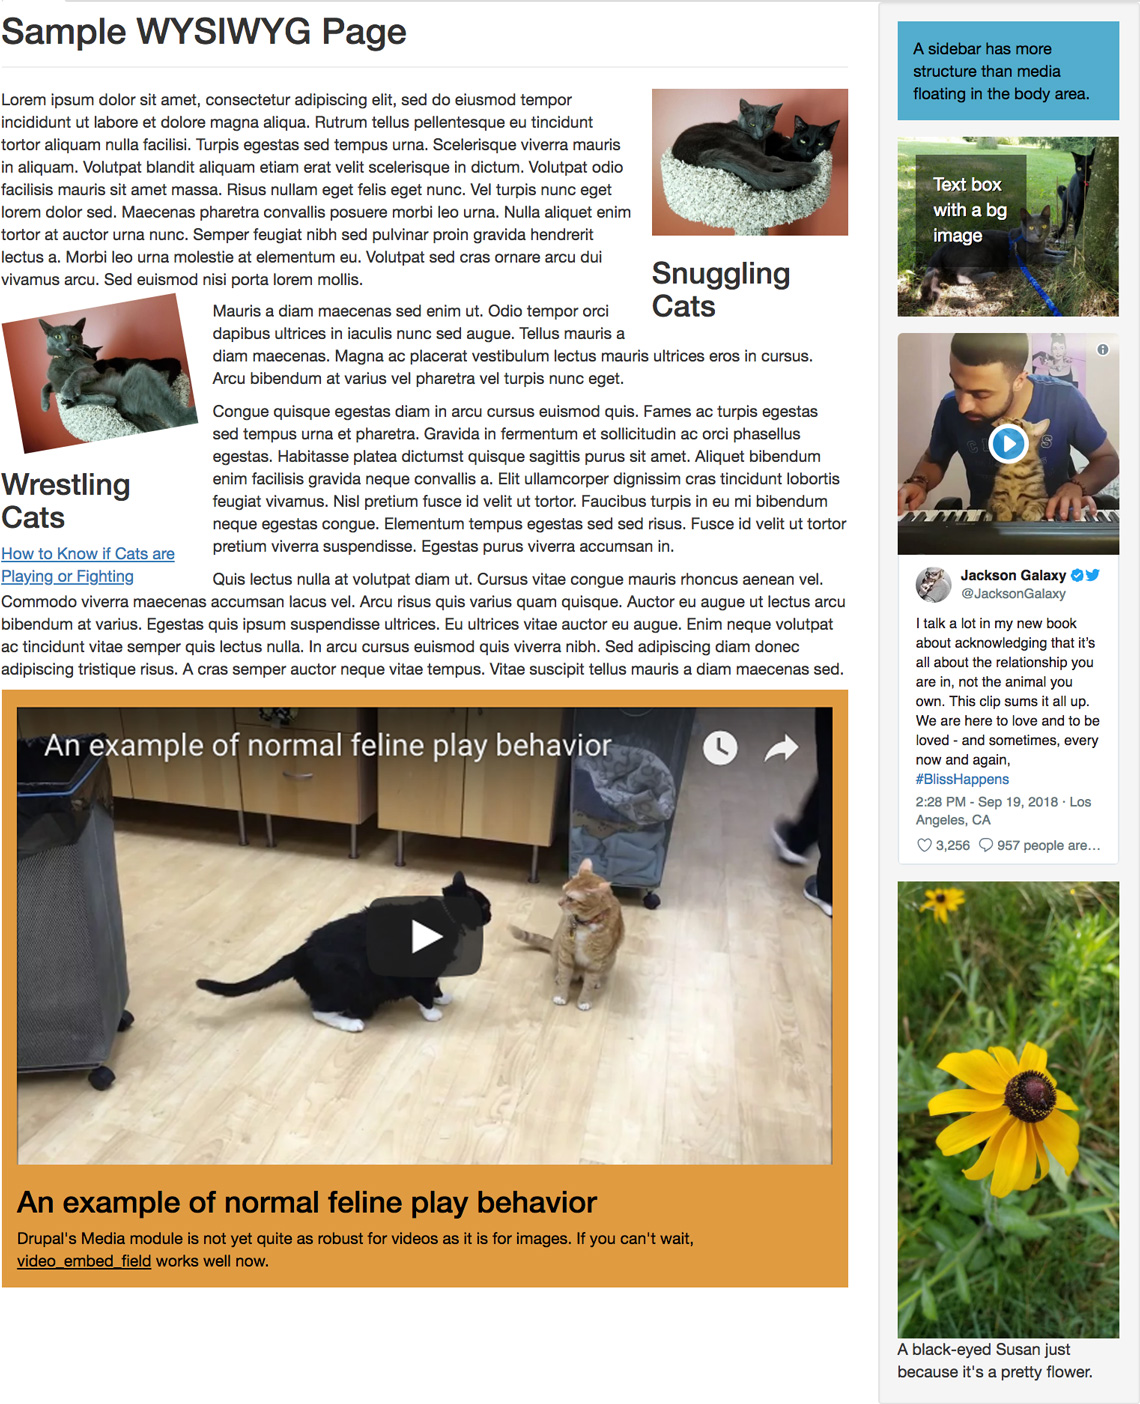 Sample WYSIWYG Page
Lorem ipsum dolor sit amet, consectetur adipiscing elit, sed do eiusmod tempor
incididunt ut labore et dolore magna aliqua. Rutrum tellus pellentesque eu tincidunt
tortor aliquam nulla facilisi. Turpis egestas sed tempus urna. Scelerisque viverra mauris
in aliquam. Volutpat blandit aliquam etiam erat velit scelerisque in dictum. Volutpat odio
facilisis mauris sit amet massa. Risus nullam eget felis eget nunc. Vel turpis nunc eget
lorem dolor sed. Maecenas pharetra convallis posuere morbi leo urna. Nulla aliquet enim
tortor at auctor urna nunc. Semper feugiat nibh sed pulvinar proin gravida hendrerit
lectus a. Morbi leo urna molestie at elementum eu. Volutpat sed cras ornare arcu dui
vivamus arcu. Sed euismod nisi porta lorem mollis.
Snuggling
Cats
Mauris a diam maecenas sed enim ut. Odio tempor orci
dapibus ultrices in iaculis nunc sed augue. Tellus mauris a
diam maecenas. Magna ac placerat vestibulum lectus mauris ultrices eros in cursus.
Arcu bibendum at varius vel pharetra vel turpis nunc eget.
Wrestling
Cats
How to Know if Cats are
Playing or Fighting
Congue quisque egestas diam in arcu cursus euismod quis. Fames ac turpis egestas
sed tempus urna et pharetra. Gravida in fermentum et sollicitudin ac orci phasellus
egestas. Habitasse platea dictumst quisque sagittis purus sit amet. Aliquet bibendum
enim facilisis gravida neque convallis a. Elit ullamcorper dignissim cras tincidunt lobortis
feugiat vivamus. Nisl pretium fusce id velit ut tortor. Faucibus turpis in eu mi bibendum
neque egestas congue. Elementum tempus egestas sed sed risus. Fusce id velit ut tortor
pretium viverra suspendisse. Egestas purus viverra accumsan in.
Quis lectus nulla at volutpat diam ut. Cursus vitae congue mauris rhoncus aenean vel.
Commodo viverra maecenas accumsan lacus vel. Arcu risus quis varius quam quisque. Auctor eu augue ut lectus arcu
bibendum at varius. Egestas quis ipsum suspendisse ultrices. Eu ultrices vitae auctor eu augue. Enim neque volutpat
ac tincidunt vitae semper quis lectus nulla. In arcu cursus euismod quis viverra nibh. Sed adipiscing diam donec
adipiscing tristique risus. A cras semper auctor neque vitae tempus. Vitae suscipit tellus mauris a diam maecenas sed.
An example of normal feline play behavior
An example of normal feline play behavior
Drupal's Media module is not yet quite as robust for videos as it is for images. If you can't wait,
video_embed_field works well now.
A sidebar has more
structure than media
floating in the body area.
Text box
with a bg
image
Jackson Galaxy
@JacksonGalaxy
I talk a lot in my new book
about acknowledging that it's
all about the relationship you
are in, not the animal you
own. This clip sums it all up.
We are here to love and to be
loved - and sometimes, every
now and again,
#BlissHappens
2:28 PM - Sep 19, 2018 · Los
Angeles, CA
3,256 957 people are...
A black-eyed Susan just
because it's a pretty flower.